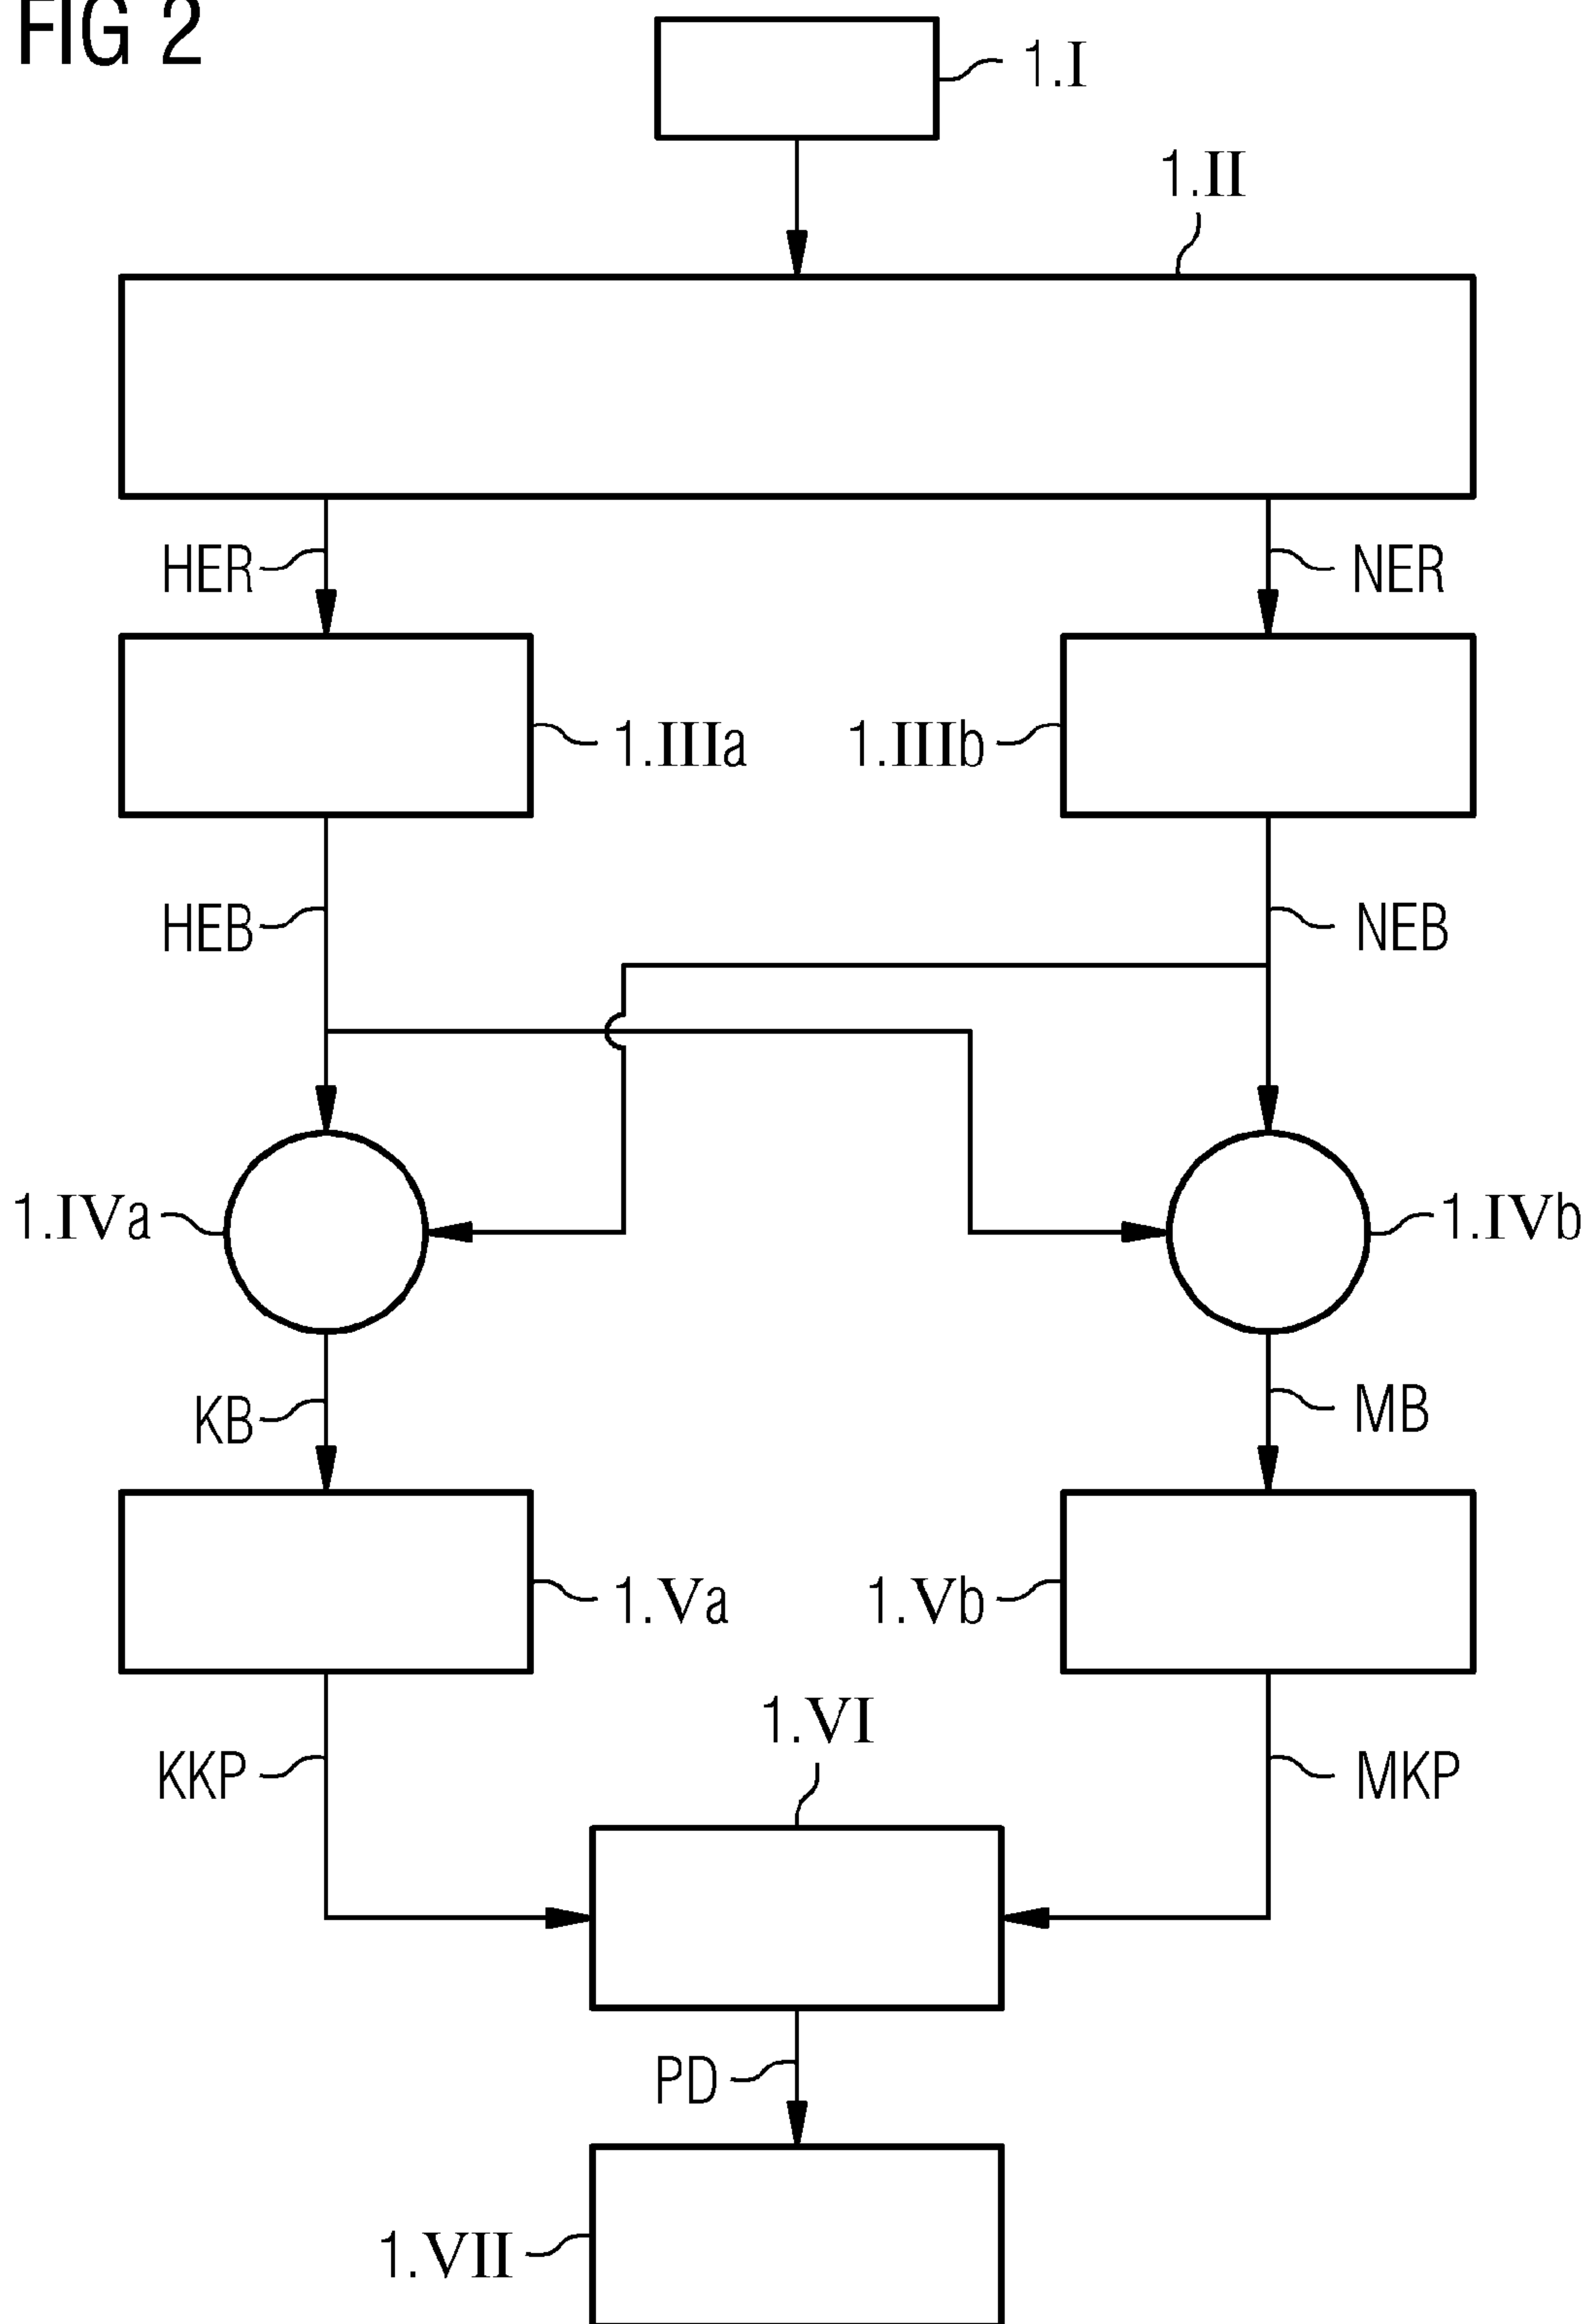 FIG 2
1.I
1.II
HER
NER
1.IIIa
1.IIIb
HEB
NEB
1.IVa
1.IVb
KB
MB
1.Va
1.Vb
1.VI
KKP
MKP
PD
1.VII